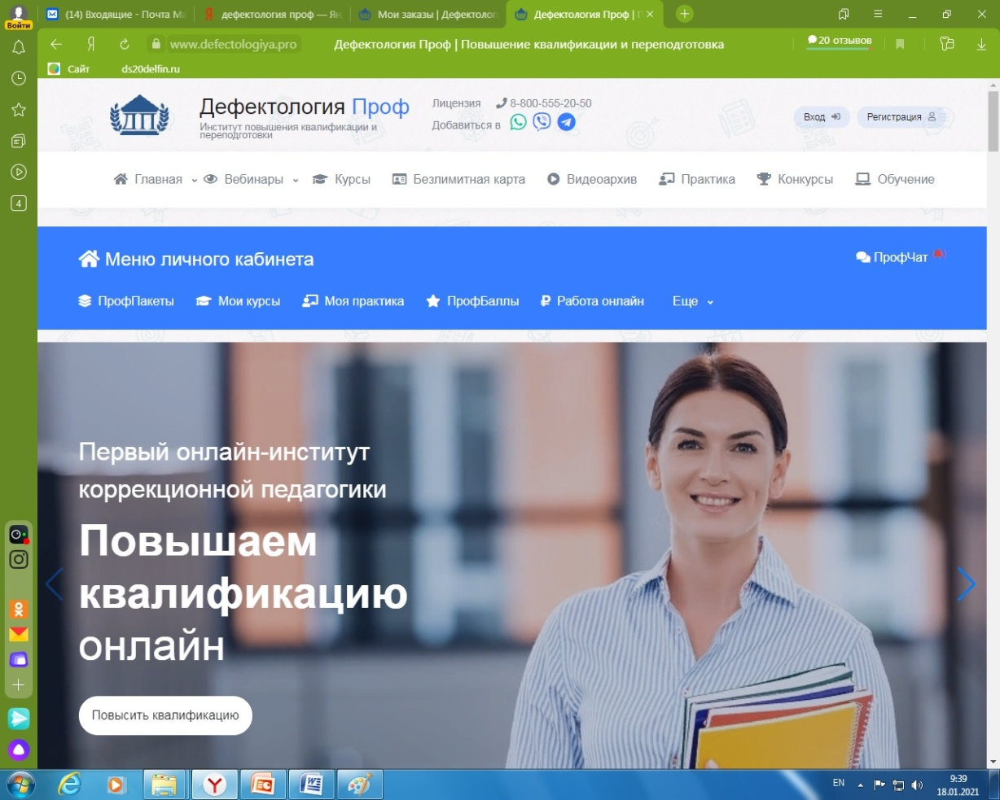 (14) Входящие - Почта Ма
дефектология проф — Ян
Мои заказы | Дефектолог
Дефектология Проф | П
Войти
www.defectologiya.pro
Дефектология Проф | Повышение квалификации и переподготовка
20 отзывов
Сайт
ds20delfin.ru
4
Дефектология Проф
Институт повышения квалификации и
переподготовки
Лицензия
8-800-555-20-50
Добавиться в
Вход
Регистрация
Главная
Вебинары
Курсы
Безлимитная карта
Видеоархив
Практика
Конкурсы
Обучение
Меню личного кабинета
ПрофЧат
ПрофПакеты
Мои курсы
Моя практика
ПрофБаллы
Работа онлайн
Еще
Первый онлайн-институт
коррекционной педагогики
Повышаем
квалификацию
онлайн
Повысить квалификацию
EN
9:39
18.01.2021